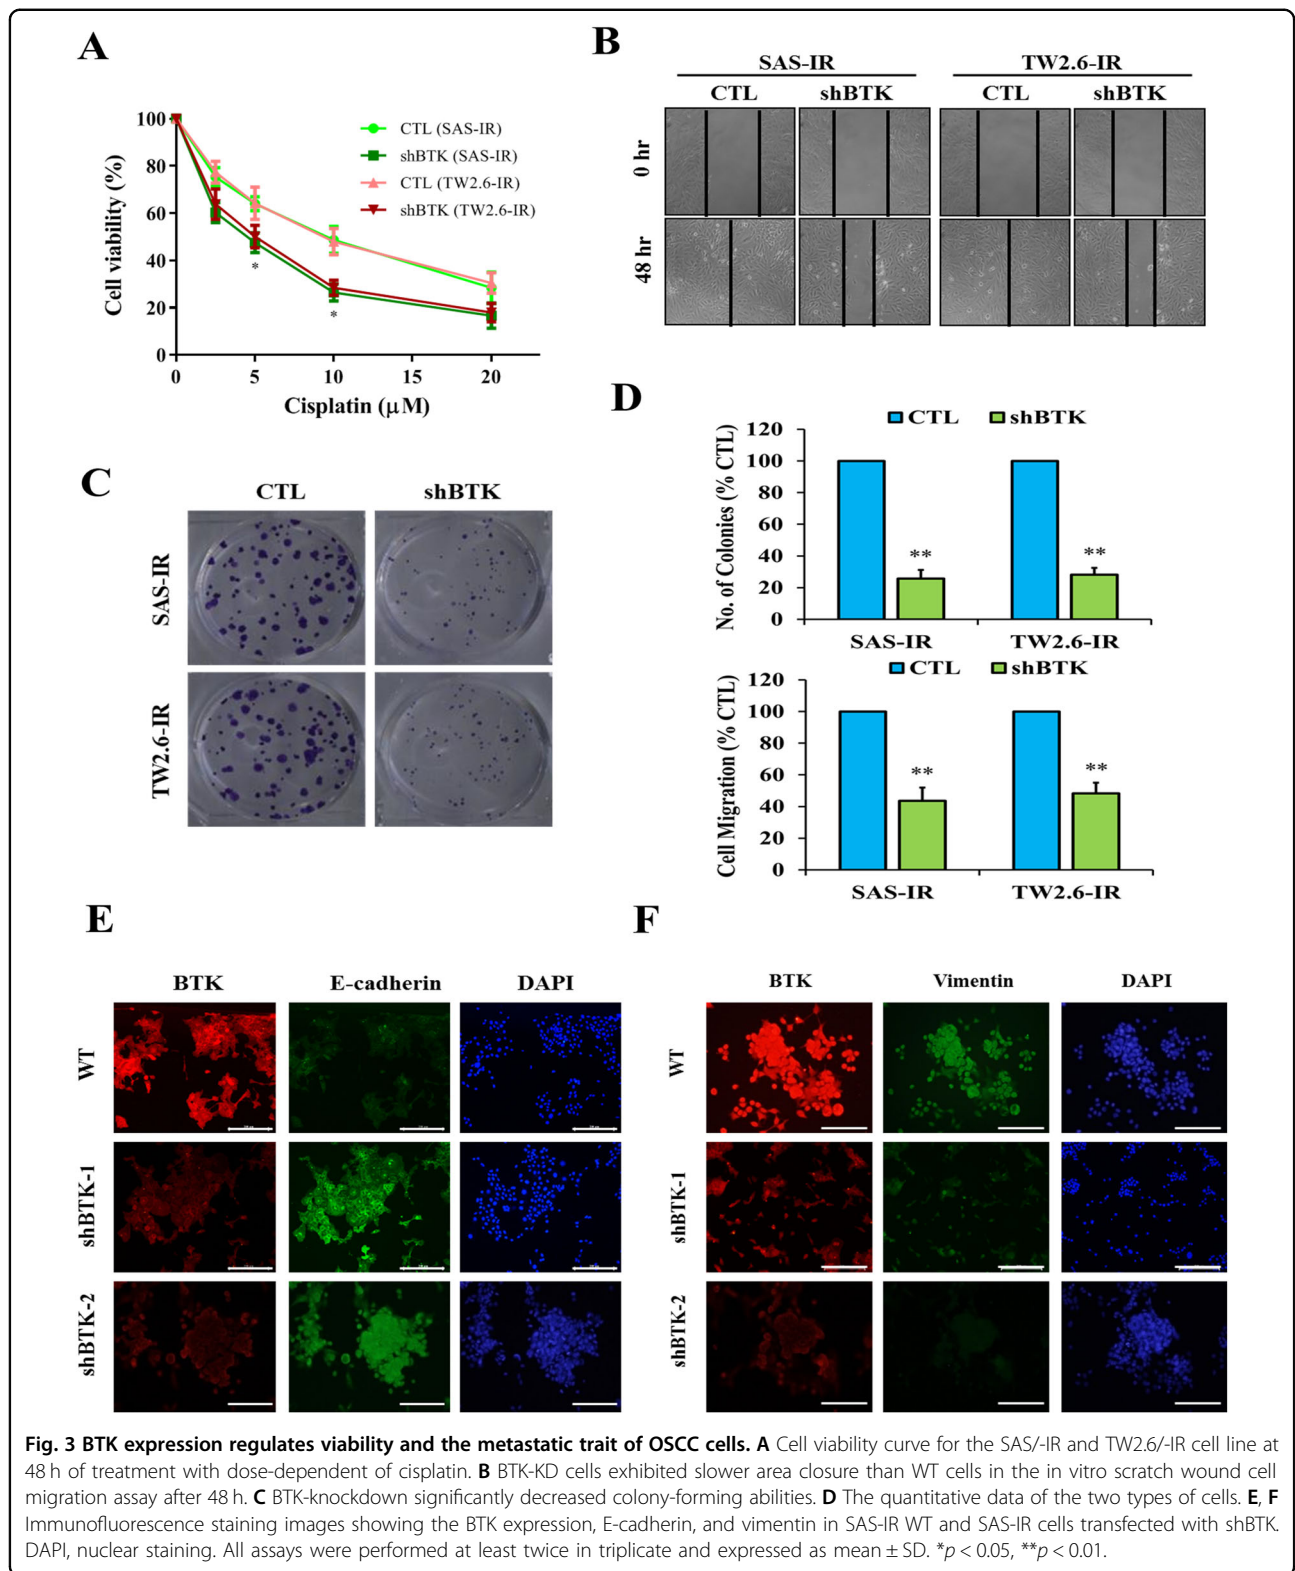 A
Cell viability (%)
100
80
60
40
20
0
0 5 10 15 20
Cisplatin (μM)
CTL (SAS-IR)
shBTK (SAS-IR)
CTL (TW2.6-IR)
shBTK (TW2.6-IR)
*
*
B
SAS-IR TW2.6-IR
CTL shBTK CTL shBTK
0 hr
48 hr
C
CTL shBTK
SAS-IR
TW2.6-IR
D
CTL shBTK
No. of Colonies (% CTL)
120
100
80
60
40
20
0
** **
SAS-IR TW2.6-IR
CTL shBTK
Cell Migration (% CTL)
120
100
80
60
40
20
0
** **
SAS-IR TW2.6-IR
E
BTK E-cadherin DAPI
WT
shBTK-1
shBTK-2
F
BTK Vimentin DAPI
WT
shBTK-1
shBTK-2
Fig. 3 BTK expression regulates viability and the metastatic trait of OSCC cells. A Cell viability curve for the SAS/-IR and TW2.6/-IR cell line at
48 h of treatment with dose-dependent of cisplatin. B BTK-KD cells exhibited slower area closure than WT cells in the in vitro scratch wound cell
migration assay after 48 h. C BTK-knockdown significantly decreased colony-forming abilities. D The quantitative data of the two types of cells. E, F
Immunofluorescence staining images showing the BTK expression, E-cadherin, and vimentin in SAS-IR WT and SAS-IR cells transfected with shBTK.
DAPI, nuclear staining. All assays were performed at least twice in triplicate and expressed as mean ± SD. *p < 0.05, **p < 0.01.